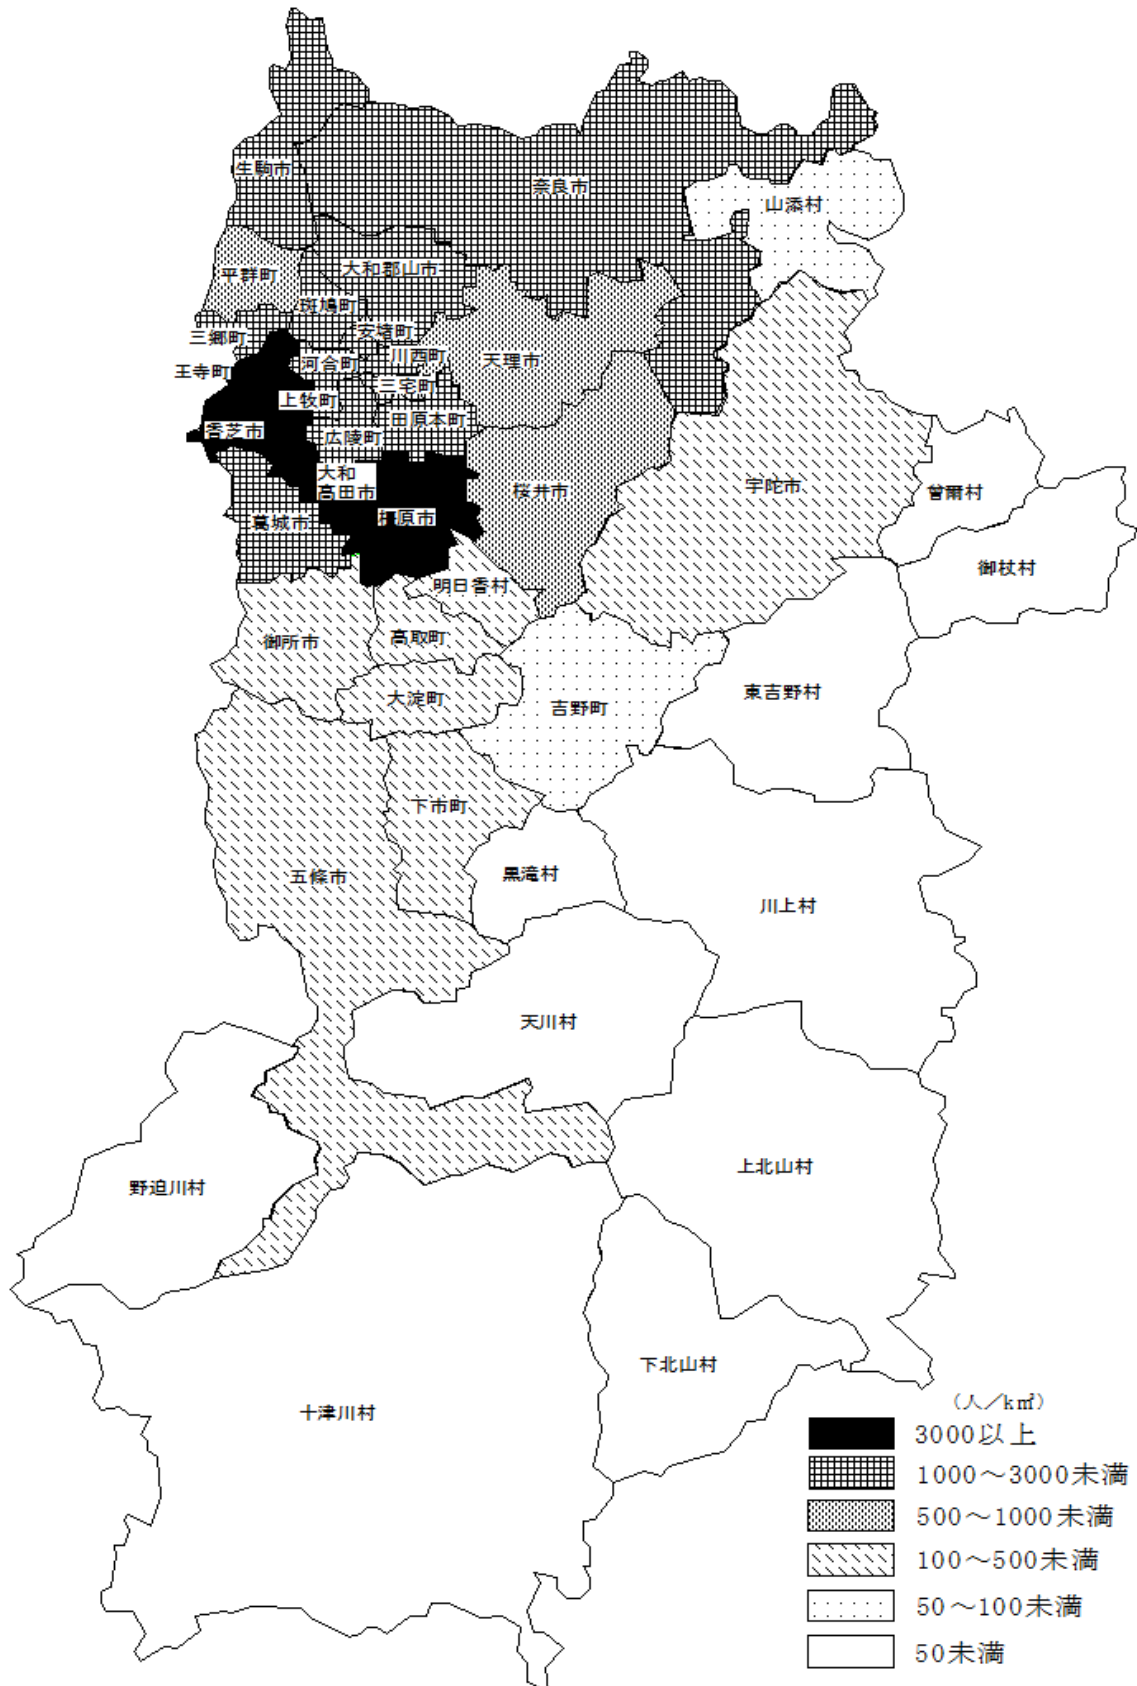 生駒市
奈良市
山添村
平群町
大和郡山市
斑鳩町
三郷町
安堵町
川西町
天理市
河合町
王寺町
三宅町
上牧町
田原本町
香芝市
広陵町
大和
高田市
桜井市
宇陀市
曽爾村
橿原市
葛城市
御杖村
明日香村
御所市
高取町
大淀町
吉野町
東吉野村
下市町
五條市
黒滝村
川上村
天川村
上北山村
野迫川村
下北山村
十津川村
(人/k㎡)
3000以上
1000～3000未満
500～1000未満
100～500未満
50～100未満
50未満